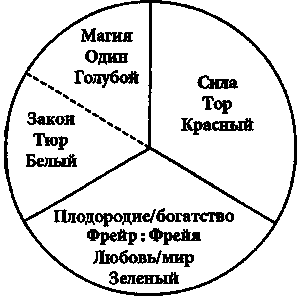 Магия
Один
Голубой
Сила
Тор
Красный
Закон
Тюр
Белый
Плодородие/богатство
Фрейр : Фрейя
Любовь/мир
Зеленый